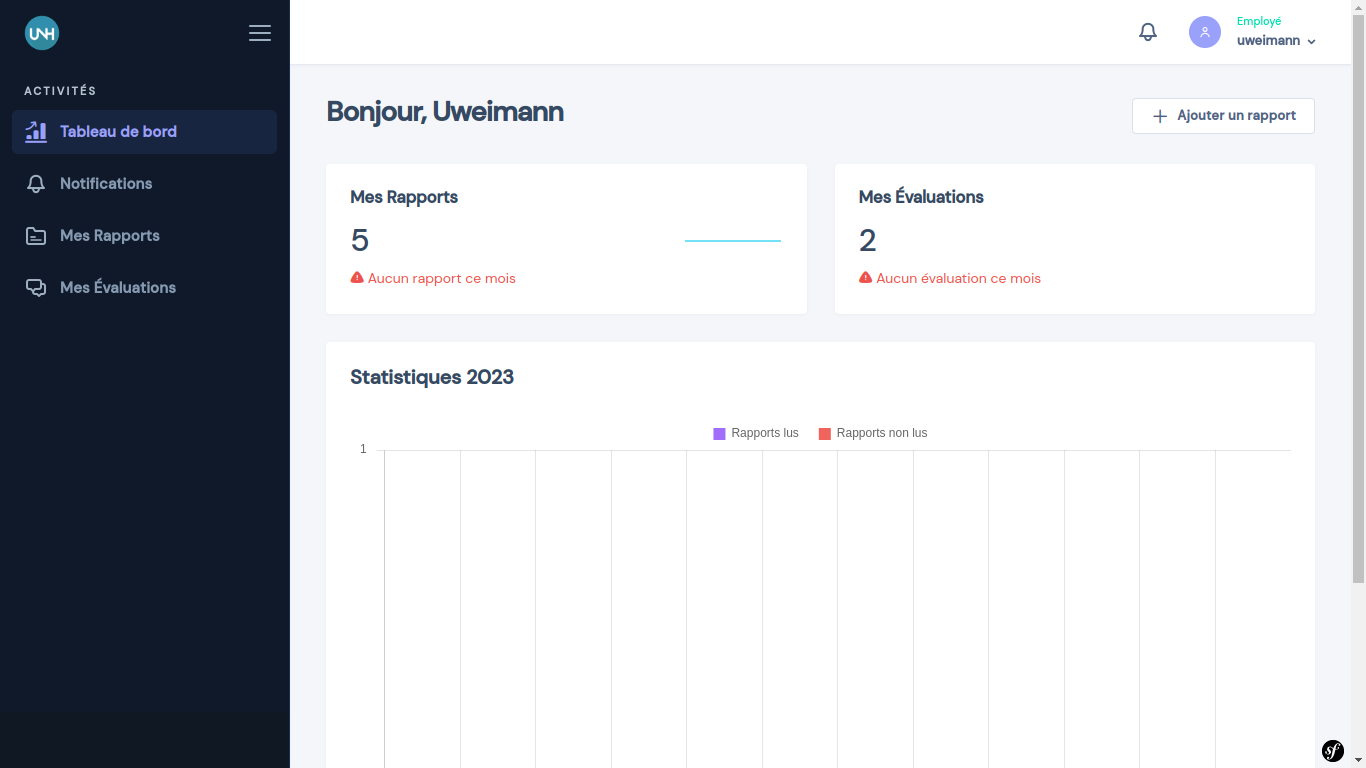 UNH
ACTIVITÉS
Tableau de bord
Notifications
Mes Rapports
Mes Évaluations
Employé
uweimann
Bonjour, Uweimann
Ajouter un rapport
Mes Rapports
5
Aucun rapport ce mois
Mes Évaluations
2
Aucun évaluation ce mois
Statistiques 2023
Rapports lus
Rapports non lus
1
sf